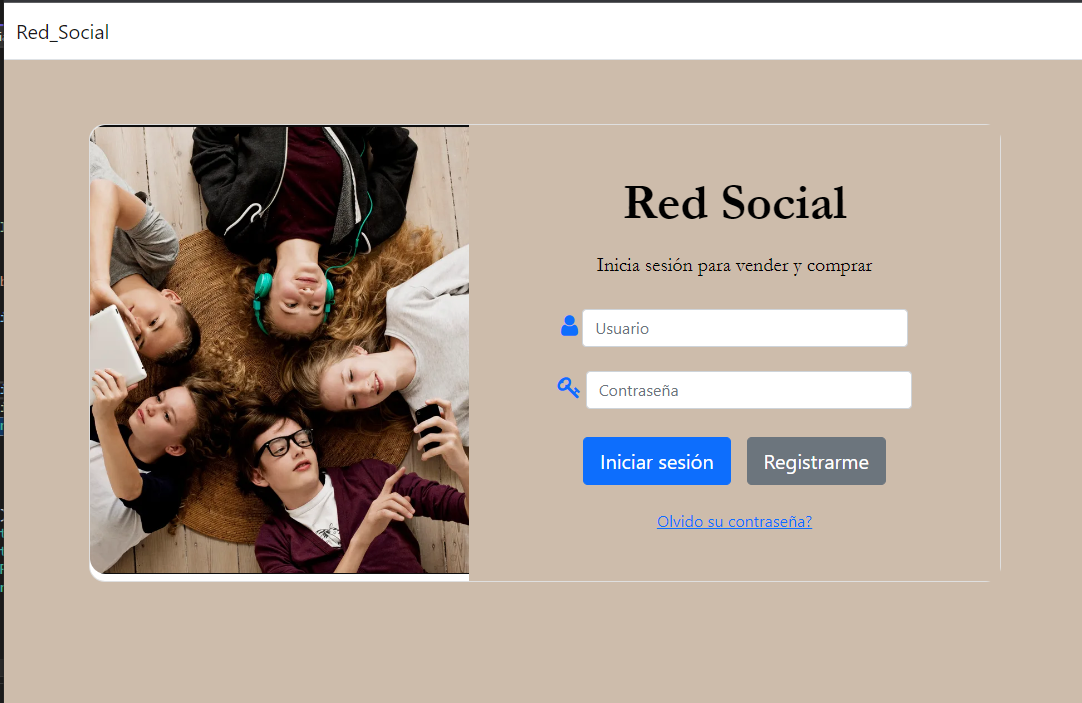 Red_Social
Red Social
Inicia sesión para vender y comprar
Usuario
Contraseña
Iniciar sesión
Registrarme
Olvido su contraseña?